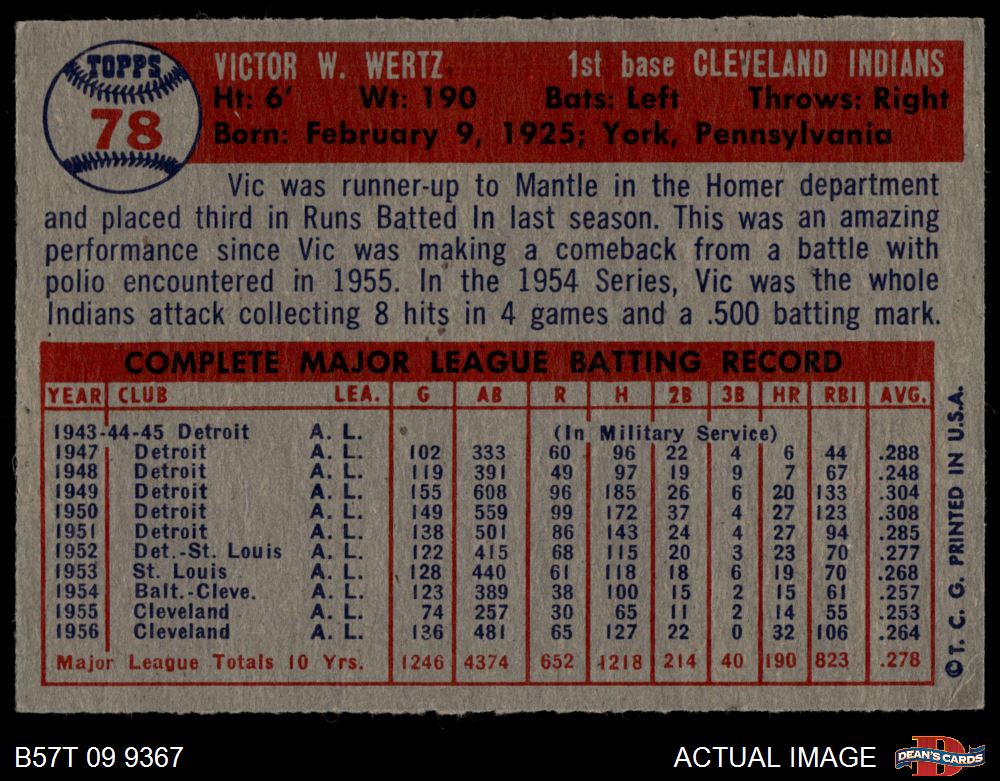 TOPPS
78
VICTOR W. WERTZ 1st base CLEVELAND INDIANS
Ht: 6' Wt: 190 Bats: Left Throws: Right
Born: February 9, 1925; York, Pennsylvania
Vic was runner-up to Mantle in the Homer department
and placed third in Runs Batted In last season. This was an amazing
performance since Vic was making a comeback from a battle with
polio encountered in 1955. In the 1954 Series, Vic was the whole
Indians attack collecting 8 hits in 4 games and a .500 batting mark.
COMPLETE MAJOR LEAGUE BATTING RECORD
YEAR CLUB LEA. G AB R H 2B 3B HR RBI AVG.
1943-44-45 Detroit A. L. (In Military Service)
1947 Detroit A. L. 102 333 60 96 22 4 6 44 .288
1948 Detroit A. L. 119 391 49 97 19 9 7 67 .248
1949 Detroit A. L. 155 608 96 185 26 6 20 133 .304
1950 Detroit A. L. 149 559 99 172 37 4 27 123 .308
1951 Detroit A. L. 138 501 86 143 24 4 27 94 .285
1952 Det.-St. Louis A. L. 122 415 68 115 20 3 23 70 .277
1953 St. Louis A. L. 128 440 61 118 18 6 19 70 .268
1954 Balt.-Cleve. A. L. 123 389 38 100 15 2 15 61 .257
1955 Cleveland A. L. 74 257 30 65 11 2 14 55 .253
1956 Cleveland A. L. 136 481 65 127 22 0 32 106 .264
Major League Totals 10 Yrs. 1246 4374 652 1218 214 40 190 823 .278
© T. C. G. PRINTED IN U.S.A.
B57T 09 9367 ACTUAL IMAGE
DEAN'S CARDS